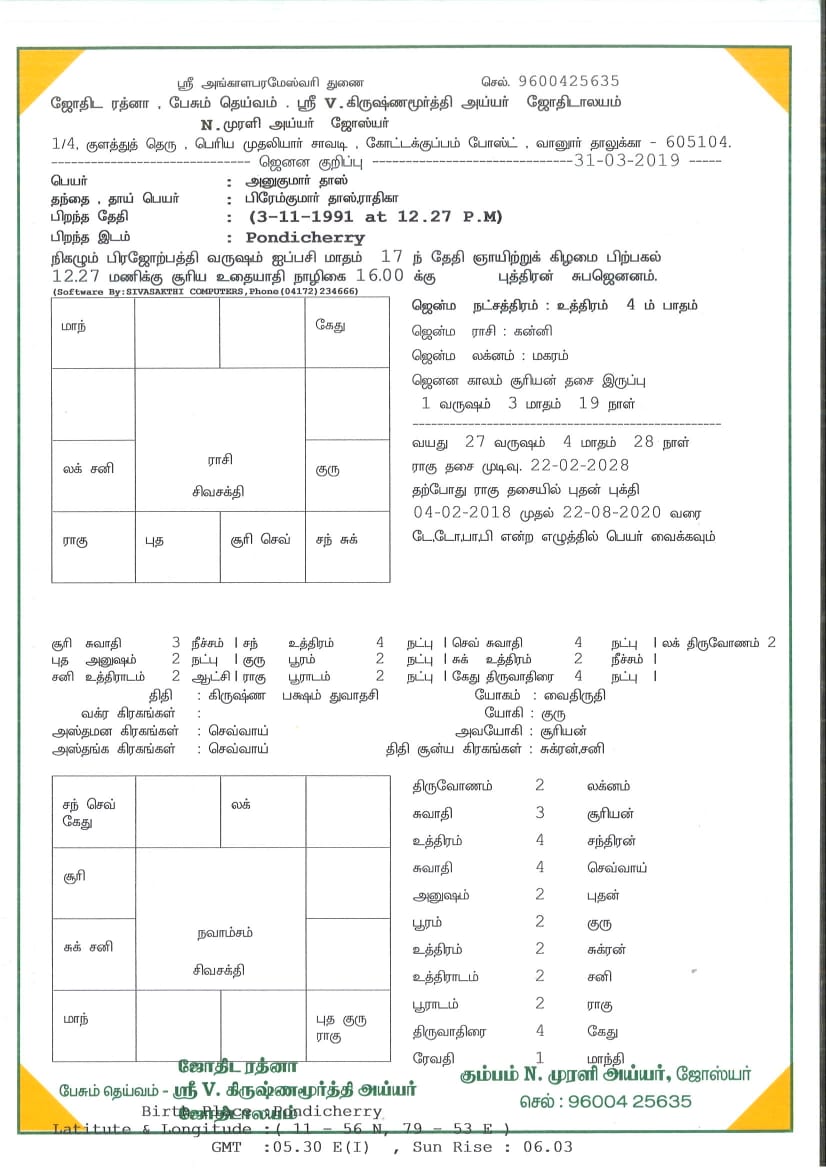 ஸ்ரீ அங்காளபரமேஸ்வரி துணை செல். 9600425635
ஜோதிட ரத்னா , பேசும் தெய்வம் . ஸ்ரீ V.கிருஷ்ணமூர்த்தி அய்யர் ஜோதிடாலயம்
N.முரளி அய்யர் ஜோஸ்யர்
1/4, குளத்துத் தெரு , பெரிய முதலியார் சாவடி , கோட்டக்குப்பம் போஸ்ட் , வானூர் தாலுக்கா - 605104.
----------------------------- ஜெனன குறிப்பு -----------------------------31-03-2019 -----
பெயர் : அனுகுமார் தாஸ்
தந்தை , தாய் பெயர் : பிரேம்குமார் தாஸ்,ராதிகா
பிறந்த தேதி : (3-11-1991 at 12.27 P.M)
பிறந்த இடம் : Pondicherry
நிகழும் பிரஜோற்பத்தி வருஷம் ஐப்பசி மாதம் 17 ந் தேதி ஞாயிற்றுக் கிழமை பிற்பகல்
12.27 மணிக்கு சூரிய உதையாதி நாழிகை 16.00 க்கு புத்திரன் சுபஜெனனம்.
(Software By:SIVASAKTHI COMPUTERS,Phone(04172)234666)
மாந்
கேது
லக் சனி
ராசி
சிவசக்தி
குரு
ராகு
புத
சூரி செவ்
சந் சுக்
ஜென்ம நட்சத்திரம் : உத்திரம் 4 ம் பாதம்
ஜென்ம ராசி : கன்னி
ஜென்ம லக்னம் : மகரம்
ஜெனன காலம் சூரியன் தசை இருப்பு
1 வருஷம் 3 மாதம் 19 நாள்
--------------------------------------------------
வயது 27 வருஷம் 4 மாதம் 28 நாள்
ராகு தசை முடிவு. 22-02-2028
தற்போது ராகு தசையில் புதன் புக்தி
04-02-2018 முதல் 22-08-2020 வரை
டே,டோ,பா,பி என்ற எழுத்தில் பெயர் வைக்கவும்
சூரி சுவாதி 3 நீச்சம் | சந் உத்திரம் 4 நட்பு | செவ் சுவாதி 4 நட்பு | லக் திருவோணம் 2
புத அனுஷம் 2 நட்பு | குரு பூரம் 2 நட்பு | சுக் உத்திரம் 2 நீச்சம் |
சனி உத்திராடம் 2 ஆட்சி | ராகு பூராடம் 2 நட்பு | கேது திருவாதிரை 4 நட்பு |
திதி : கிருஷ்ண பக்ஷம் துவாதசி யோகம் : வைதிருதி
வக்ர கிரகங்கள் : யோகி : குரு
அஸ்தமன கிரகங்கள் : செவ்வாய் அவயோகி : சூரியன்
அஸ்தங்க கிரகங்கள் : செவ்வாய் திதி சூன்ய கிரகங்கள் : சுக்ரன்,சனி
சந் செவ்
கேது
லக்
சூரி
நவாம்சம்
சுக் சனி
சிவசக்தி
மாந்
புத குரு
ராகு
திருவோணம் 2 லக்னம்
சுவாதி 3 சூரியன்
உத்திரம் 4 சந்திரன்
சுவாதி 4 செவ்வாய்
அனுஷம் 2 புதன்
பூரம் 2 குரு
உத்திரம் 2 சுக்ரன்
உத்திராடம் 2 சனி
பூராடம் 2 ராகு
திருவாதிரை 4 கேது
ரேவதி 1 மாந்தி
ஜோதிட ரத்னா
பேசும் தெய்வம் - ஸ்ரீ V. கிருஷ்ணமூர்த்தி அய்யர்
ஜோதிடாலயம்
கும்பம் N. முரளி அய்யர், ஜோஸ்யர்
செல் : 96004 25635
Birth Place :Pondicherry
Latitute & Longitude :( 11 - 56 N, 79 - 53 E )
GMT :05.30 E(I) , Sun Rise : 06.03